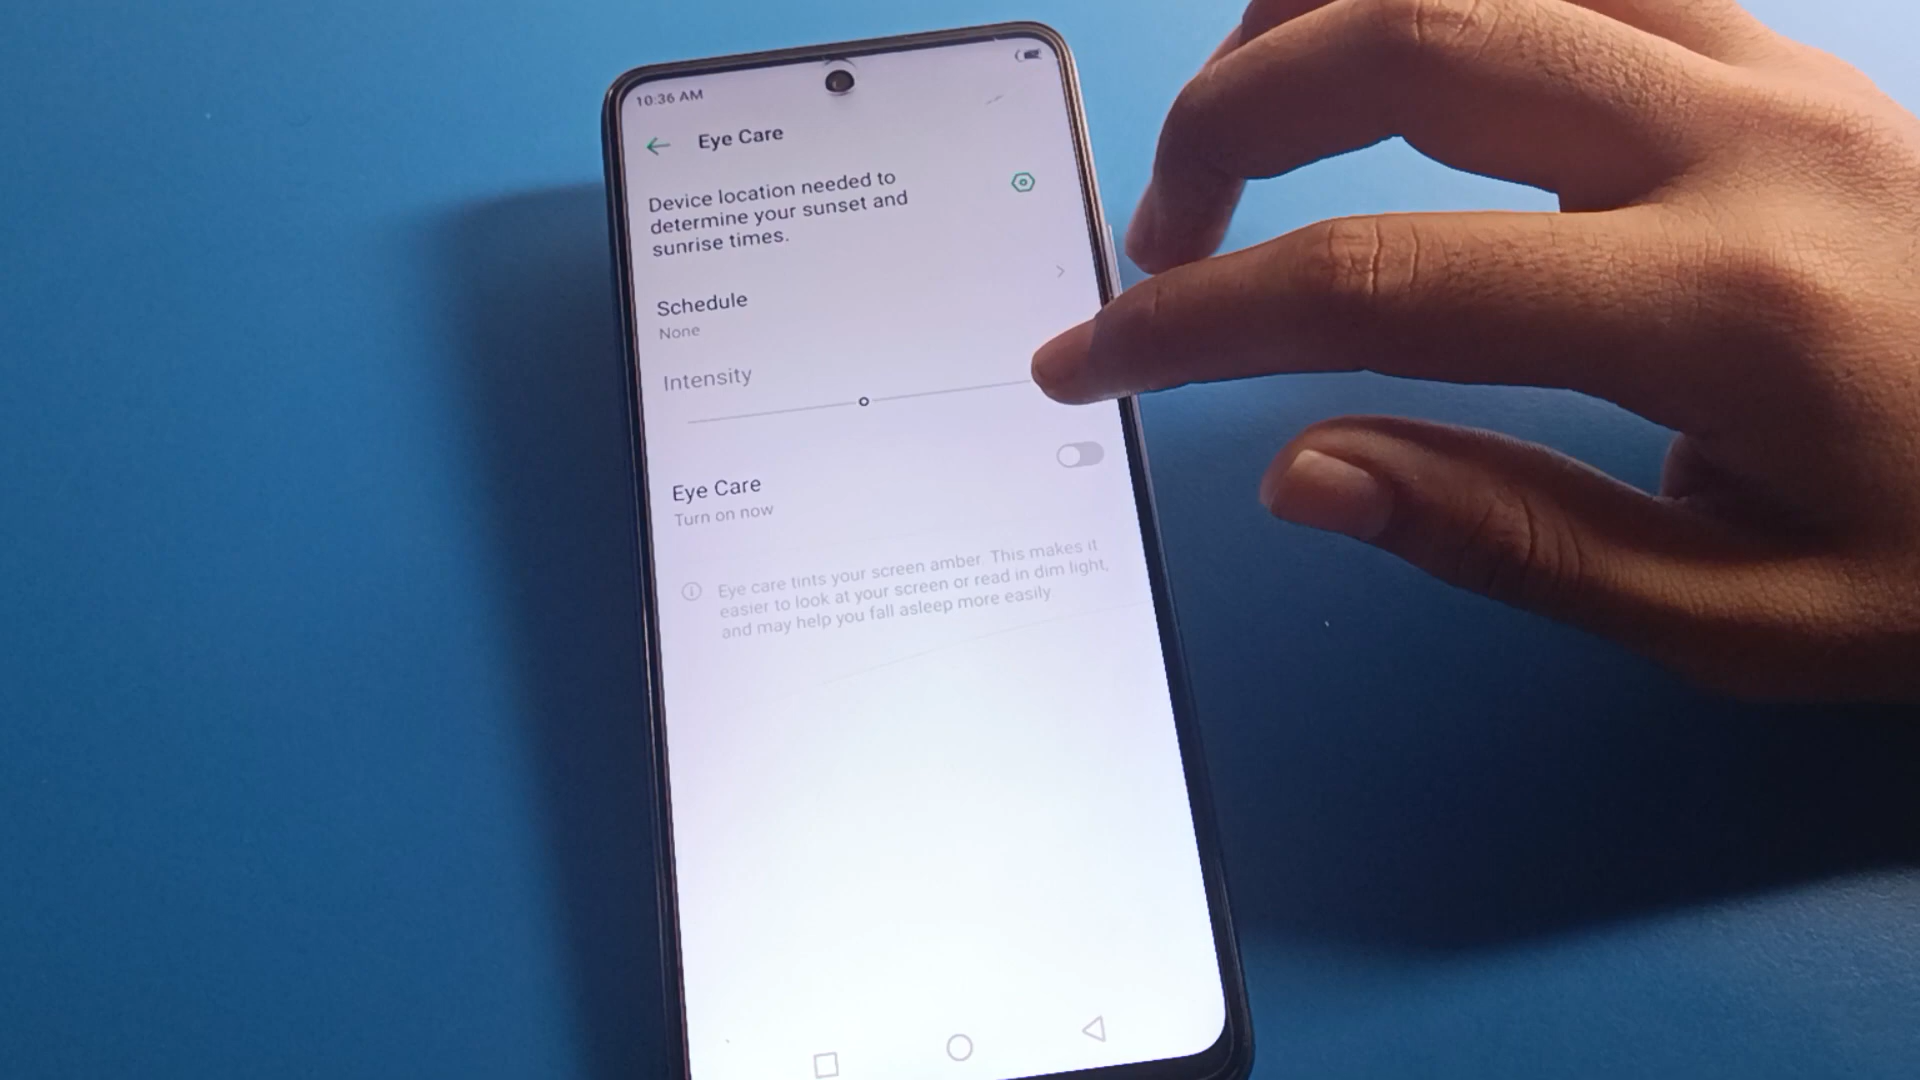 10:36 AM
Eye Care
Device location needed to
determine your sunset and
sunrise times.
Schedule
None
Intensity
Eye Care
Turn on now
Eye care tints your screen amber. This makes it
easier to look at your screen or read in dim light,
and may help you fall asleep more easily